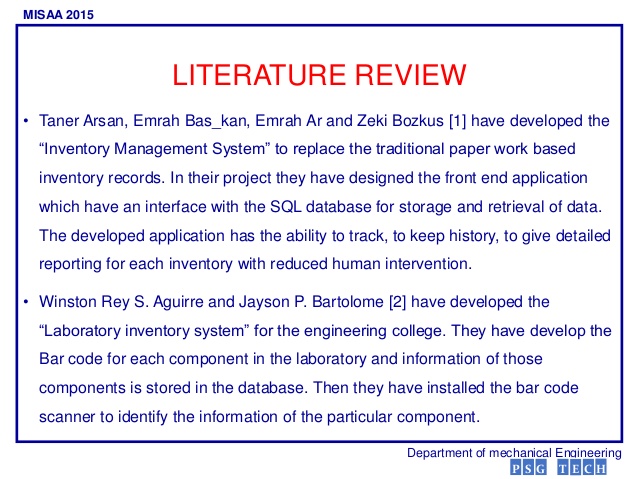 MISAA 2015
LITERATURE REVIEW
• Taner Arsan, Emrah Bas_kan, Emrah Ar and Zeki Bozkus [1] have developed the
“Inventory Management System” to replace the traditional paper work based
inventory records. In their project they have designed the front end application
which have an interface with the SQL database for storage and retrieval of data.
The developed application has the ability to track, to keep history, to give detailed
reporting for each inventory with reduced human intervention.
• Winston Rey S. Aguirre and Jayson P. Bartolome [2] have developed the
“Laboratory inventory system” for the engineering college. They have develop the
Bar code for each component in the laboratory and information of those
components is stored in the database. Then they have installed the bar code
scanner to identify the information of the particular component.
Department of mechanical Engineering
PSG TECH